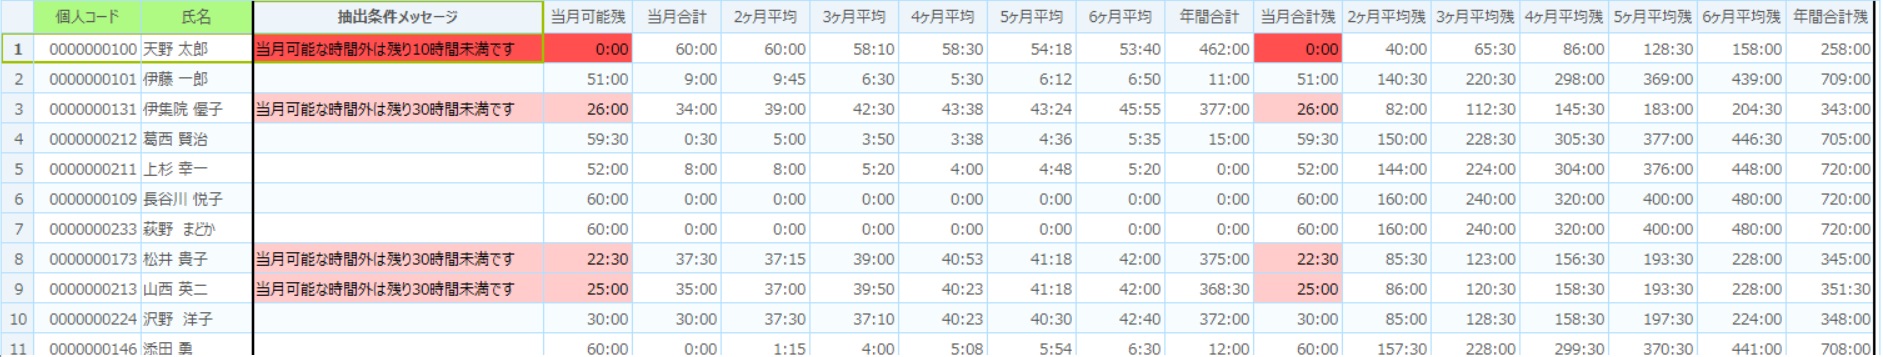 個人コード 氏名 抽出条件メッセージ 当月可能残 当月合計 2ヶ月平均 3ヶ月平均 4ヶ月平均 5ヶ月平均 6ヶ月平均 年間合計 当月合計残 2ヶ月平均残 3ヶ月平均残 4ヶ月平均残 5ヶ月平均残 6ヶ月平均残 年間合計残
1 0000000100 天野 太郎 当月可能な時間外は残り10時間未満です 0:00 60:00 60:00 58:10 58:30 54:18 53:40 462:00 0:00 40:00 65:30 86:00 128:30 158:00 258:00
2 0000000101 伊藤 一郎 51:00 9:00 9:45 6:30 5:30 6:12 6:50 11:00 51:00 140:30 220:30 298:00 369:00 439:00 709:00
3 0000000131 伊集院 優子 当月可能な時間外は残り30時間未満です 26:00 34:00 39:00 42:30 43:38 43:24 45:55 377:00 26:00 82:00 112:30 145:30 183:00 204:30 343:00
4 0000000212 葛西 賢治 59:30 0:30 5:00 3:50 3:38 4:36 5:35 15:00 59:30 150:00 228:30 305:30 377:00 446:30 705:00
5 0000000211 上杉 幸一 52:00 8:00 8:00 5:20 4:00 4:48 5:20 0:00 52:00 144:00 224:00 304:00 376:00 448:00 720:00
6 0000000109 長谷川 悦子 60:00 0:00 0:00 0:00 0:00 0:00 0:00 0:00 60:00 160:00 240:00 320:00 400:00 480:00 720:00
7 0000000233 萩野 まどか 60:00 0:00 0:00 0:00 0:00 0:00 0:00 0:00 60:00 160:00 240:00 320:00 400:00 480:00 720:00
8 0000000173 松井 貴子 当月可能な時間外は残り30時間未満です 22:30 37:30 37:15 39:00 40:53 41:18 42:00 375:00 22:30 85:30 123:00 156:30 193:30 228:00 345:00
9 0000000213 山西 英二 当月可能な時間外は残り30時間未満です 25:00 35:00 37:00 39:50 40:23 41:18 42:00 368:30 25:00 86:00 120:30 158:30 193:30 228:00 351:30
10 0000000224 沢野 洋子 30:00 30:00 37:30 37:10 40:23 40:30 42:40 372:00 30:00 85:00 128:30 158:30 197:30 224:00 348:00
11 0000000146 添田 勇 60:00 0:00 1:15 4:00 5:08 5:54 6:30 12:00 60:00 157:30 228:00 299:30 370:30 441:00 708:00